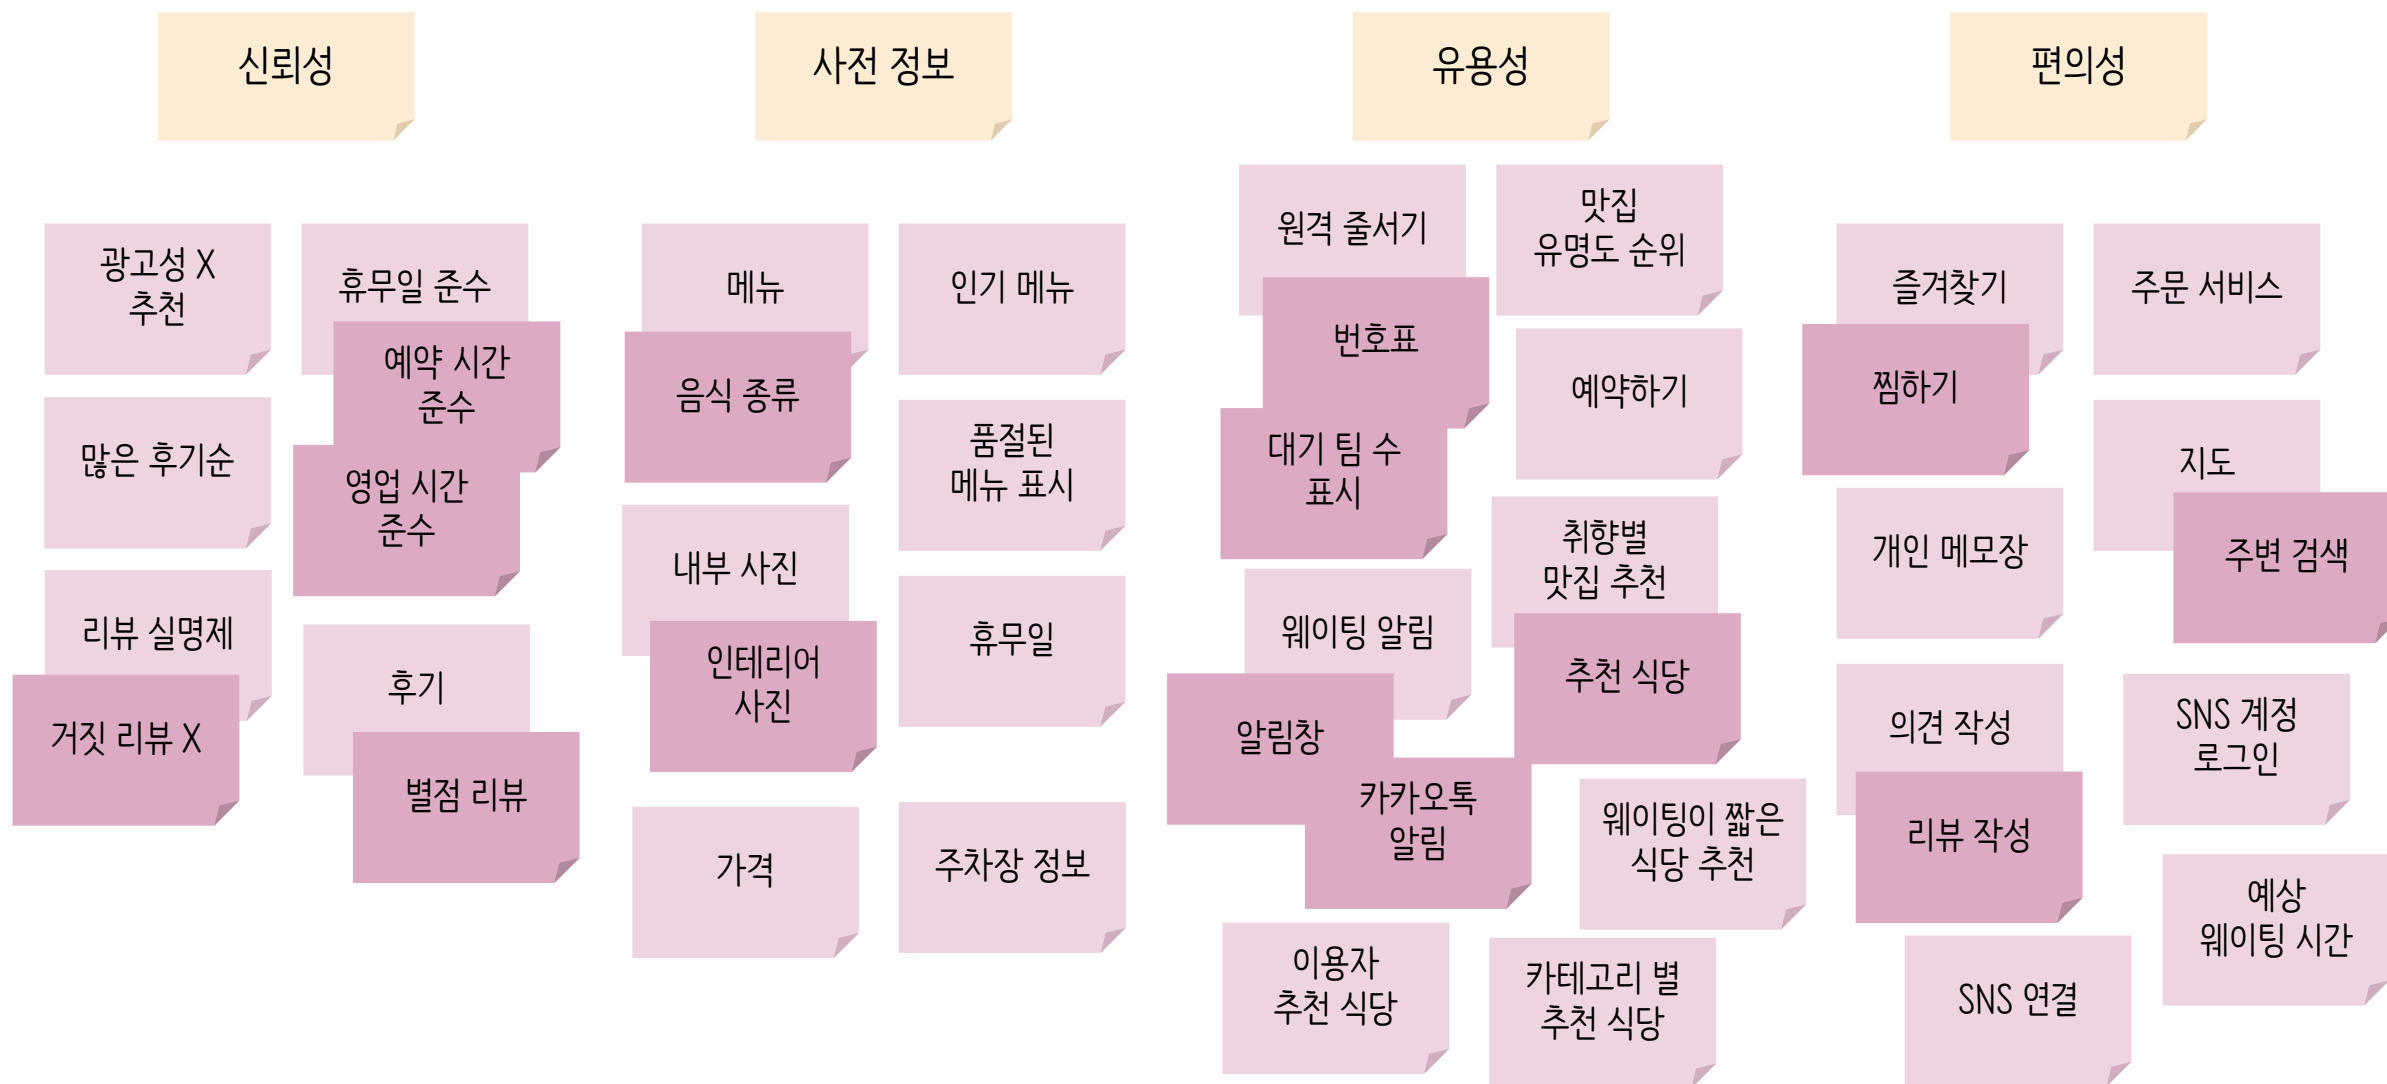 신뢰성
광고성 X
추천
휴무일 준수
예약 시간
준수
많은 후기순
영업 시간
준수
리뷰 실명제
거짓 리뷰 X
후기
별점 리뷰
사전 정보
메뉴
인기 메뉴
음식 종류
품절된
메뉴 표시
내부 사진
인테리어
사진
휴무일
가격
주차장 정보
유용성
원격 줄서기
맛집
유명도 순위
번호표
예약하기
대기 팀 수
표시
취향별
맛집 추천
웨이팅 알림
추천 식당
알림창
카카오톡
알림
웨이팅이 짧은
식당 추천
이용자
추천 식당
카테고리 별
추천 식당
편의성
즐겨찾기
주문 서비스
찜하기
지도
주변 검색
개인 메모장
의견 작성
SNS 계정
로그인
리뷰 작성
예상
웨이팅 시간
SNS 연결